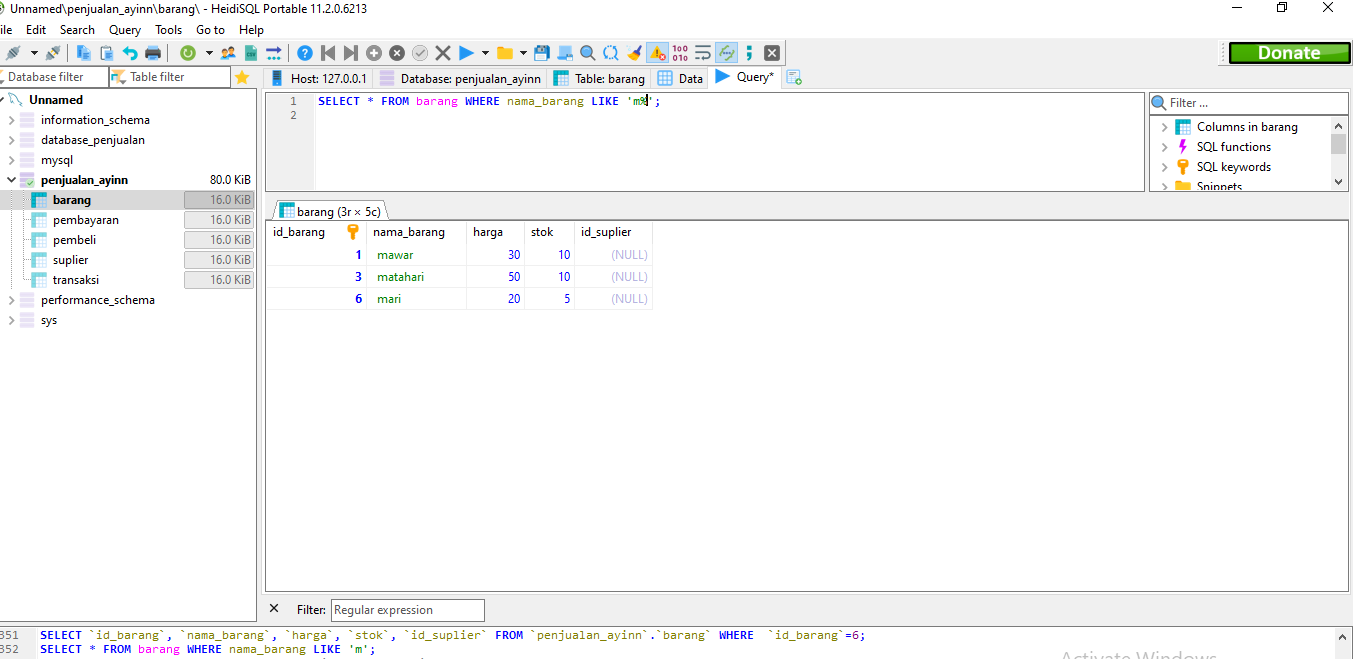 Unnamed\penjualan_ayinn\barang\ - HeidiSQL Portable 11.2.0.6213
ile Edit Search Query Tools Go to Help
Donate
Database filter Table filter Host: 127.0.0.1 Database: penjualan_ayinn Table: barang Data Query*
Unnamed
information_schema
database_penjualan
mysql
penjualan_ayinn 80.0 KiB
barang 16.0 KiB
pembayaran 16.0 KiB
pembeli 16.0 KiB
suplier 16.0 KiB
transaksi 16.0 KiB
performance_schema
sys
1 SELECT * FROM barang WHERE nama_barang LIKE 'm%';
2
Filter ...
Columns in barang
SQL functions
SQL keywords
Snippets
barang (3r × 5c)
id_barang nama_barang harga stok id_suplier
1 mawar 30 10 (NULL)
3 matahari 50 10 (NULL)
6 mari 20 5 (NULL)
Filter: Regular expression
351 SELECT `id_barang`, `nama_barang`, `harga`, `stok`, `id_suplier` FROM `penjualan_ayinn`.`barang` WHERE `id_barang`=6;
352 SELECT * FROM barang WHERE nama_barang LIKE 'm';
Activate Windows